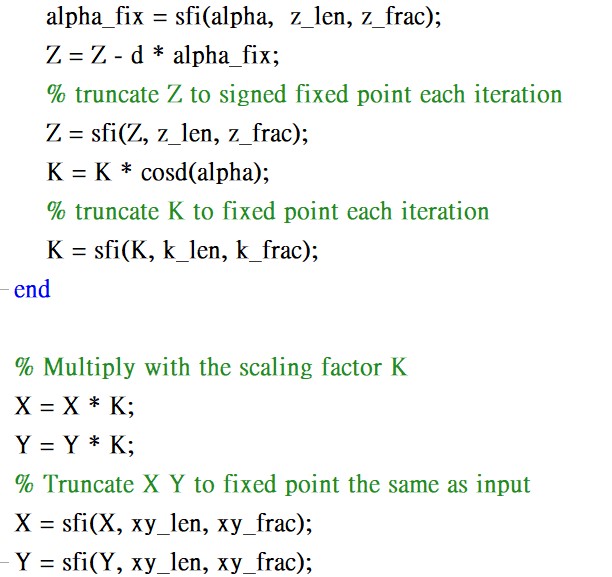 alpha_fix = sfi(alpha, z_len, z_frac);
Z = Z - d * alpha_fix;
% truncate Z to signed fixed point each iteration
Z = sfi(Z, z_len, z_frac);
K = K * cosd(alpha);
% truncate K to fixed point each iteration
K = sfi(K, k_len, k_frac);
end
% Multiply with the scaling factor K
X = X * K;
Y = Y * K;
% Truncate X Y to fixed point the same as input
X = sfi(X, xy_len, xy_frac);
Y = sfi(Y, xy_len, xy_frac);